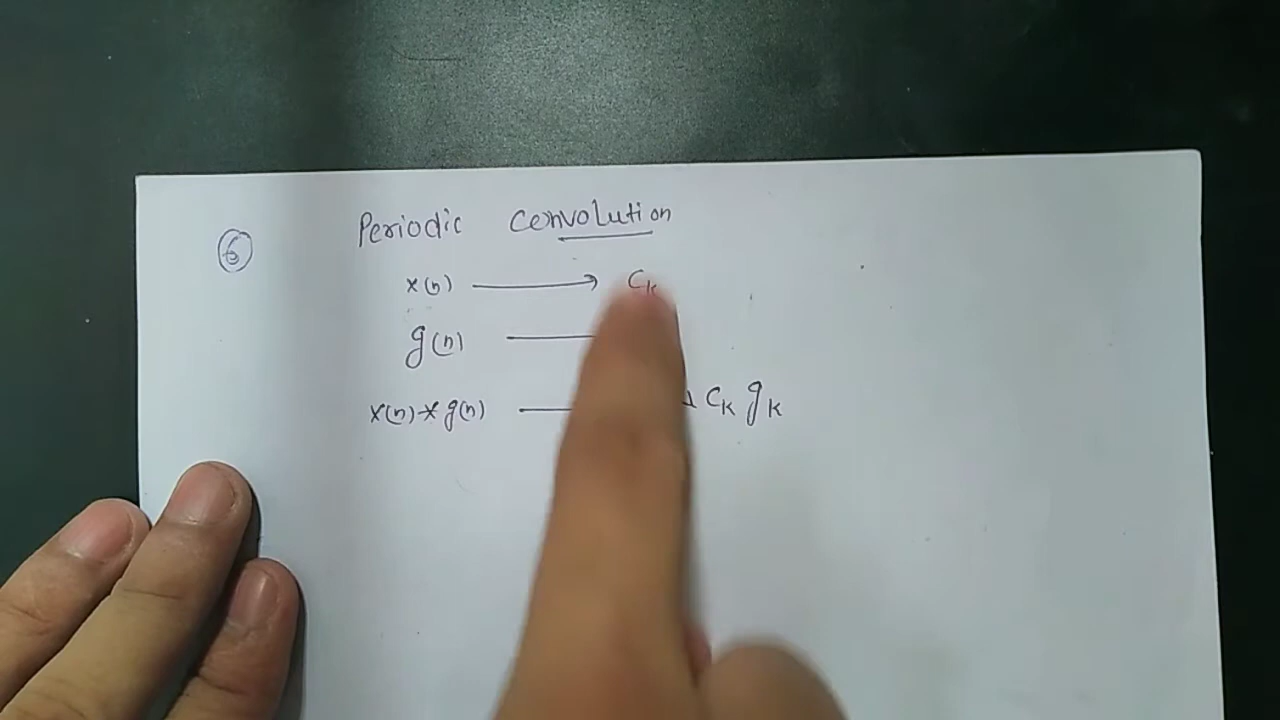 ⑥ Periodic Convolution
x(n) ⟶ Ck
g(n) ⟶
x(n) * g(n) ⟶ Ck gk